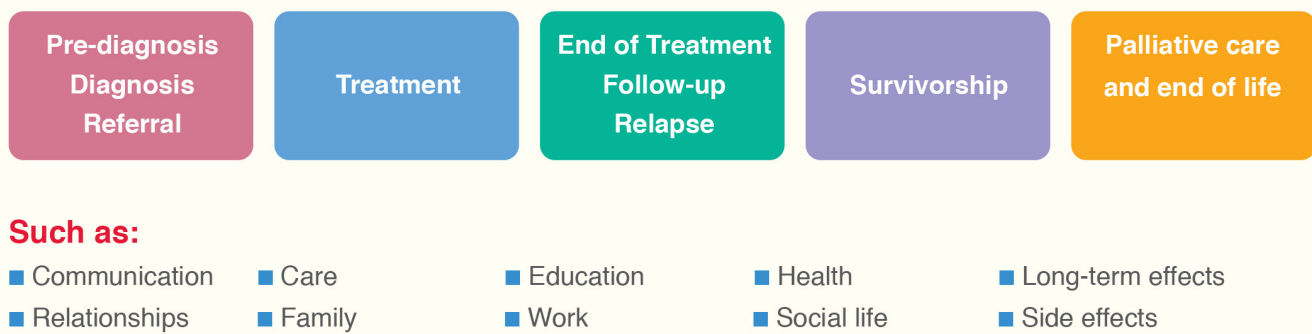 Pre-diagnosis
Diagnosis
Referral
Treatment
End of Treatment
Follow-up
Relapse
Survivorship
Palliative care
and end of life
Such as:
Communication
Care
Education
Health
Long-term effects
Relationships
Family
Work
Social life
Side effects